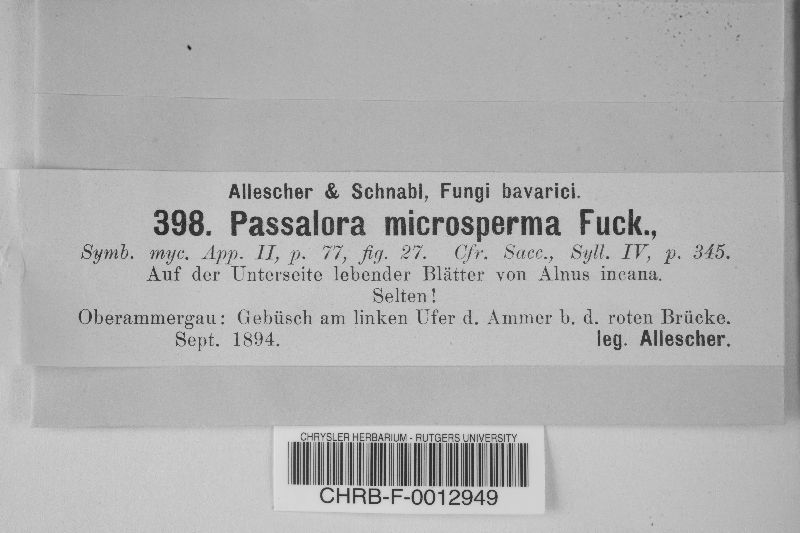 Allescher & Schnabl, Fungi bavarici.
398. Passalora microsperma Fuck.,
Symb. myc. App. II, p. 77, fig. 27. Cfr. Sacc., Syll. IV, p. 345.
Auf der Unterseite lebender Blätter von Alnus incana.
Selten!
Oberammergau: Gebüsch am linken Ufer d. Ammer b. d. roten Brücke.
Sept. 1894. leg. Allescher.
CHRYSLER HERBARIUM - RUTGERS UNIVERSITY
CHRB-F-0012949